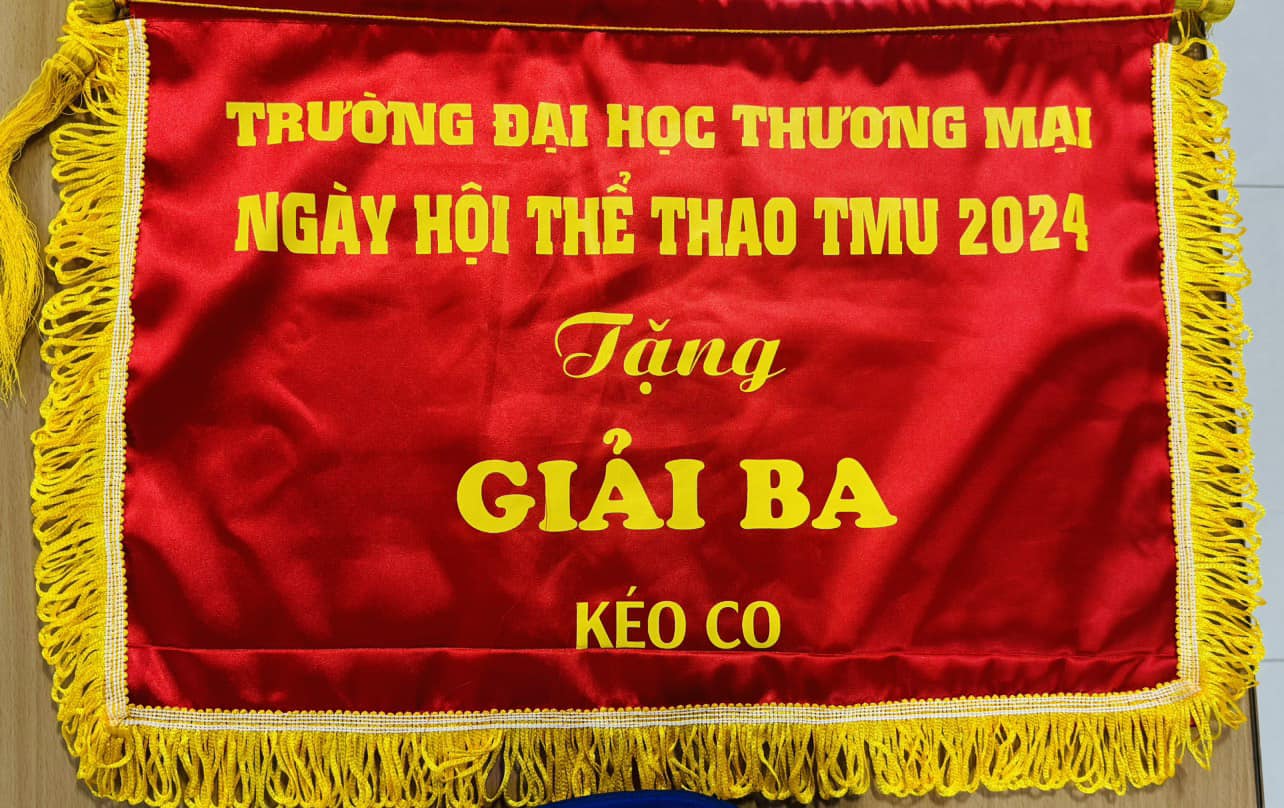 TRƯỜNG ĐẠI HỌC THƯƠNG MẠI
NGÀY HỘI THỂ THAO TMU 2024
Tặng
GIẢI BA
KÉO CO